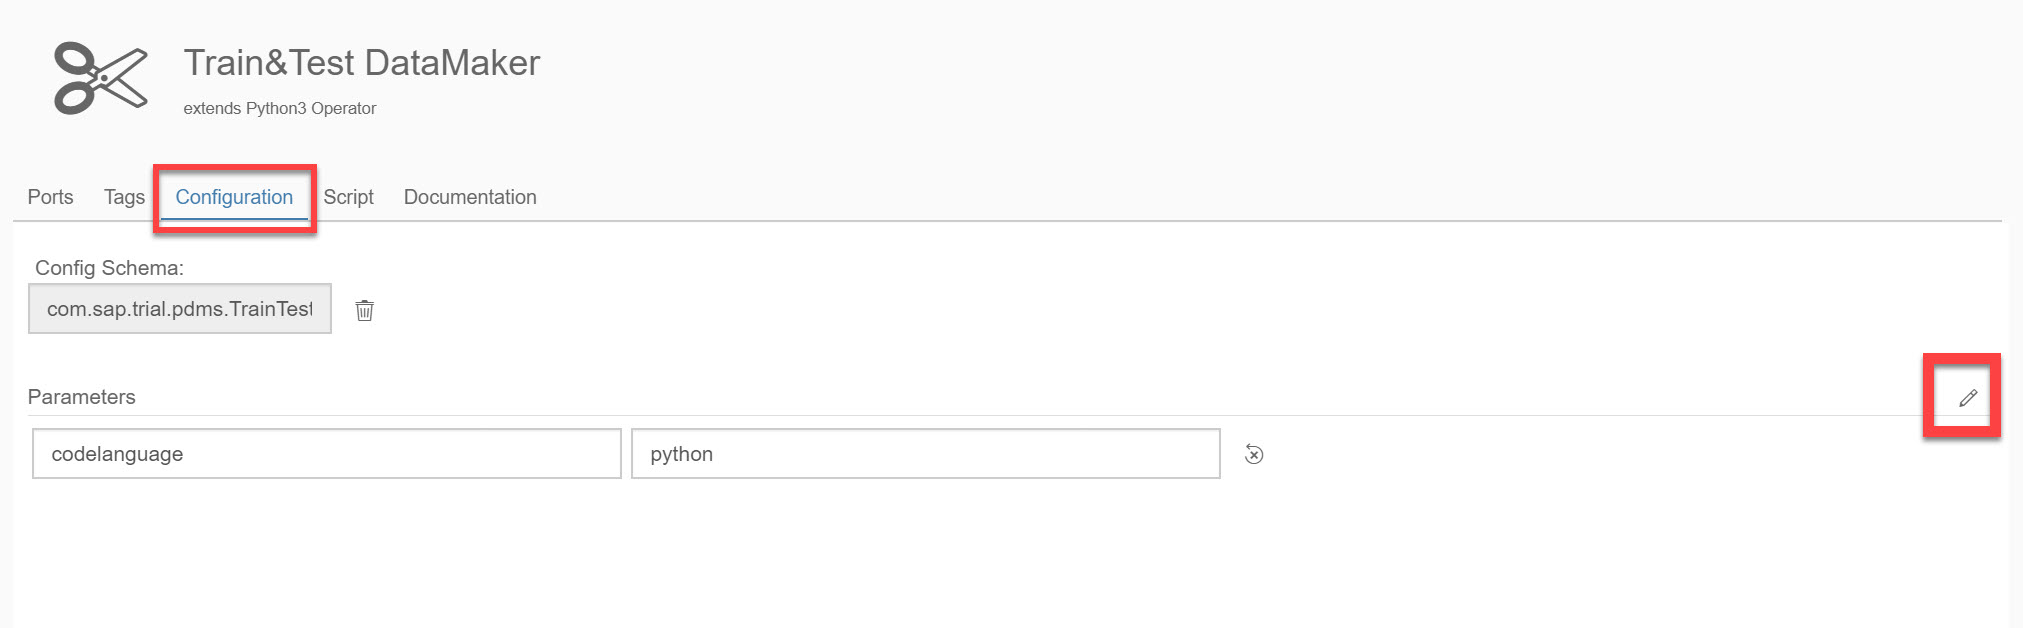 Train&Test DataMaker
extends Python3 Operator
Ports Tags Configuration Script Documentation
Config Schema:
com.sap.trial.pdms.TrainTest
Parameters
codelanguage python